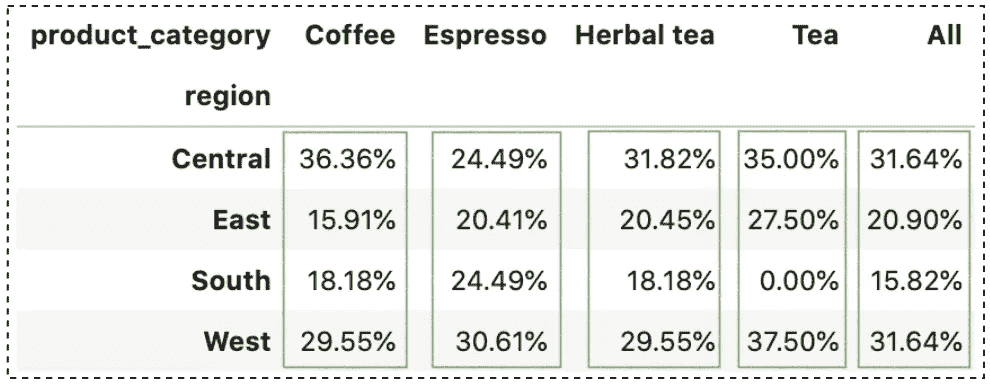 product_category Coffee Espresso Herbal tea Tea All
region
Central 36.36% 24.49% 31.82% 35.00% 31.64%
East 15.91% 20.41% 20.45% 27.50% 20.90%
South 18.18% 24.49% 18.18% 0.00% 15.82%
West 29.55% 30.61% 29.55% 37.50% 31.64%